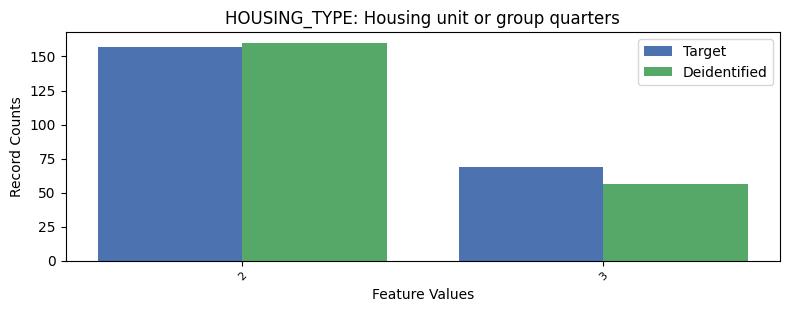 HOUSING_TYPE: Housing unit or group quarters
Target
Deidentified
Record Counts
150
125
100
75
50
25
0
2
3
Feature Values